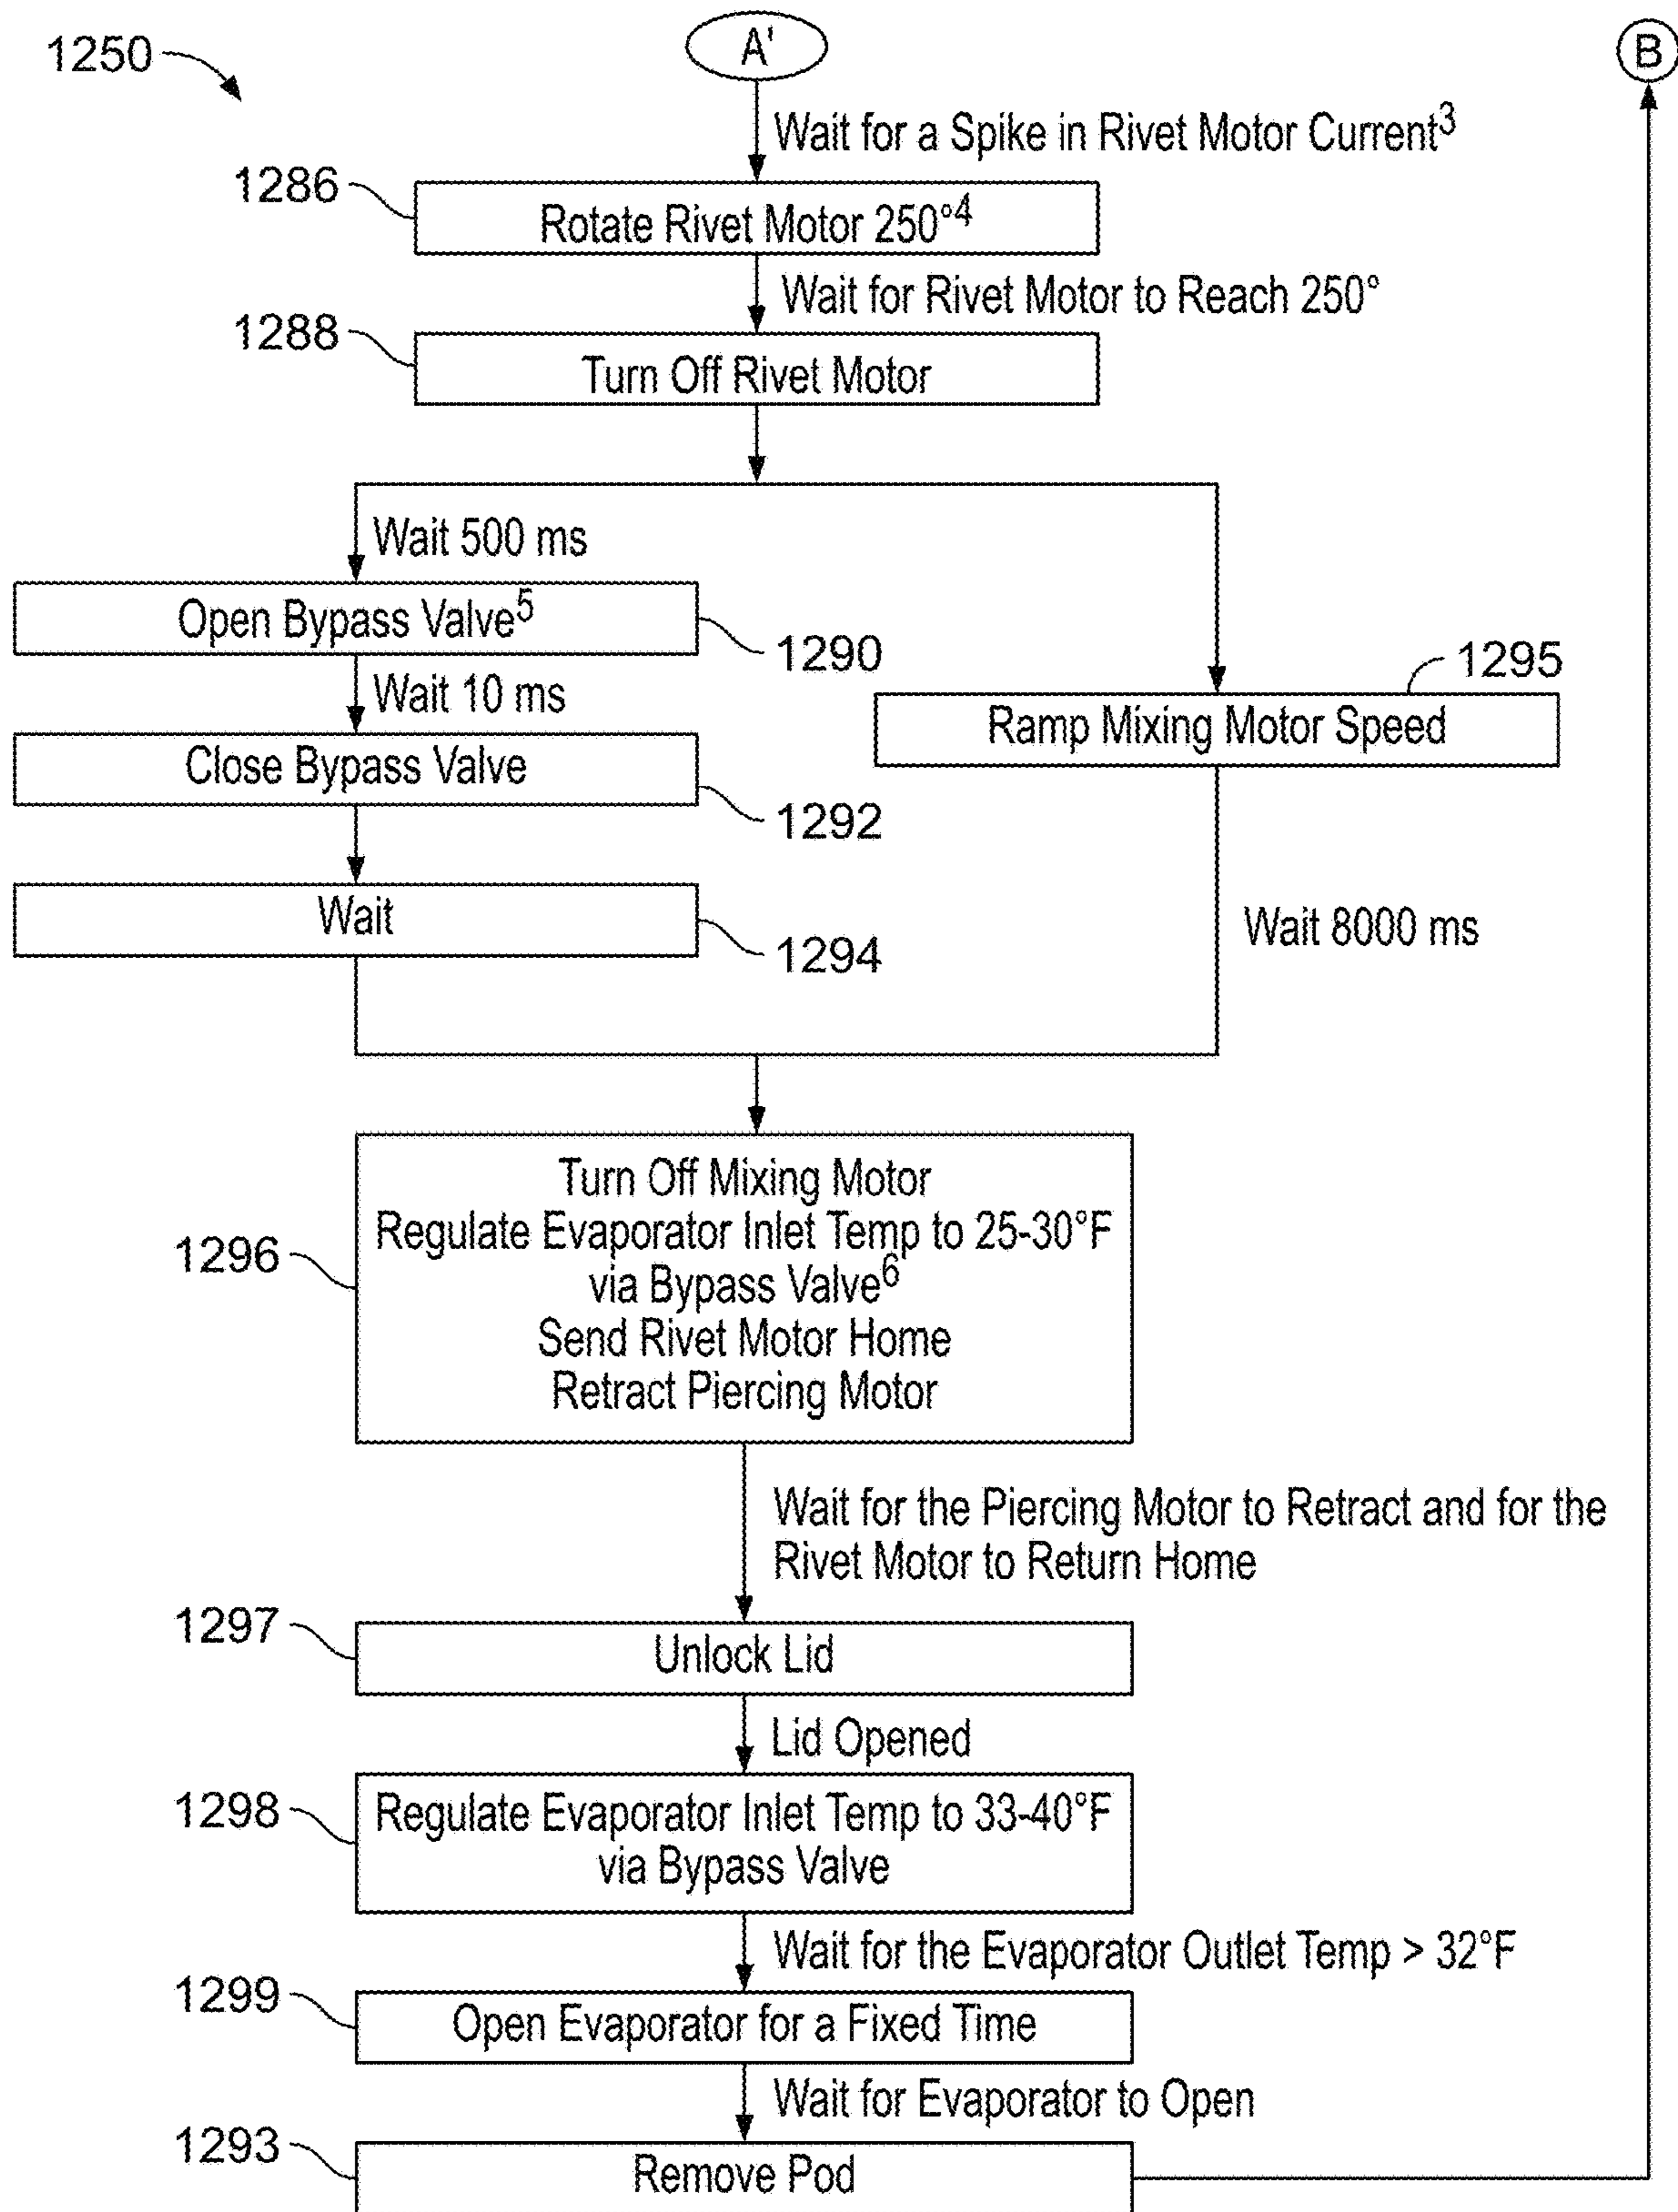 1250
A'
B
Wait for a Spike in Rivet Motor Current³
1286
Rotate Rivet Motor 250°⁴
Wait for Rivet Motor to Reach 250°
1288
Turn Off Rivet Motor
Wait 500 ms
Open Bypass Valve⁵
1290
Wait 10 ms
1295
Ramp Mixing Motor Speed
Close Bypass Valve
1292
Wait
1294
Wait 8000 ms
Turn Off Mixing Motor
Regulate Evaporator Inlet Temp to 25-30°F
via Bypass Valve⁶
Send Rivet Motor Home
Retract Piercing Motor
1296
Wait for the Piercing Motor to Retract and for the
Rivet Motor to Return Home
1297
Unlock Lid
Lid Opened
1298
Regulate Evaporator Inlet Temp to 33-40°F
via Bypass Valve
Wait for the Evaporator Outlet Temp > 32°F
1299
Open Evaporator for a Fixed Time
Wait for Evaporator to Open
1293
Remove Pod